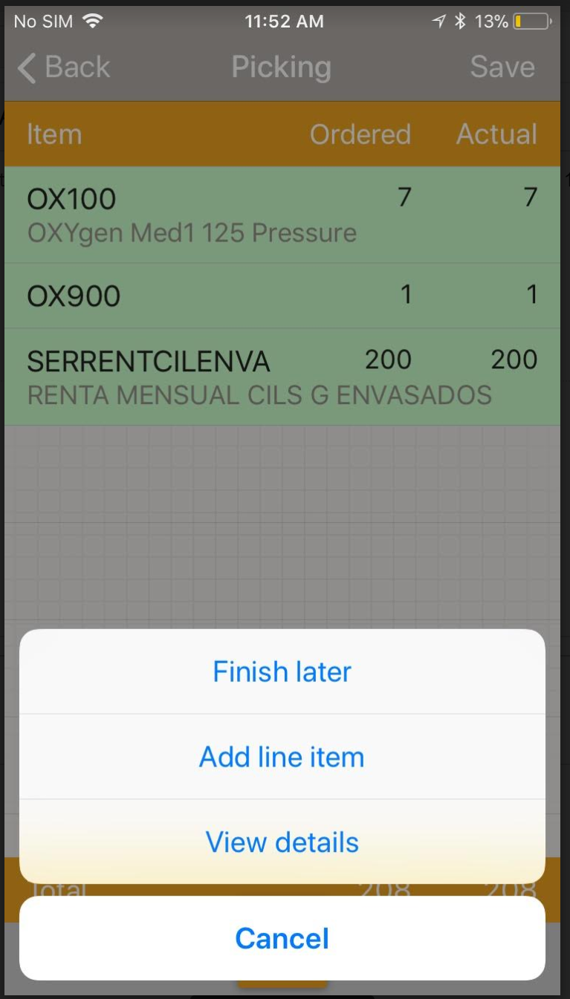 No SIM 11:52 AM 13%
Back Picking Save
Item Ordered Actual
OX100 7 7
OXYgen Med1 125 Pressure
OX900 1 1
SERRENTCILENVA 200 200
RENTA MENSUAL CILS G ENVASADOS
Finish later
Add line item
View details
Total 208 208
Cancel